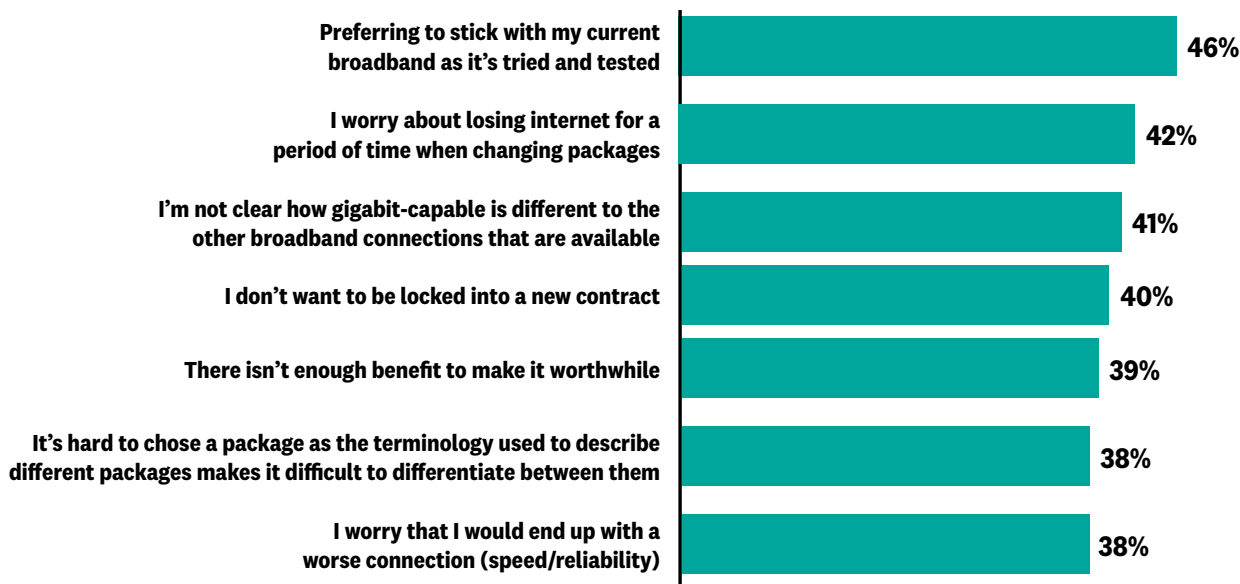 Preferring to stick with my current
broadband as it’s tried and tested
46%
I worry about losing internet for a
period of time when changing packages
42%
I’m not clear how gigabit-capable is different to the
other broadband connections that are available
41%
I don’t want to be locked into a new contract
40%
There isn’t enough benefit to make it worthwhile
39%
It’s hard to chose a package as the terminology used to describe
different packages makes it difficult to differentiate between them
38%
I worry that I would end up with a
worse connection (speed/reliability)
38%